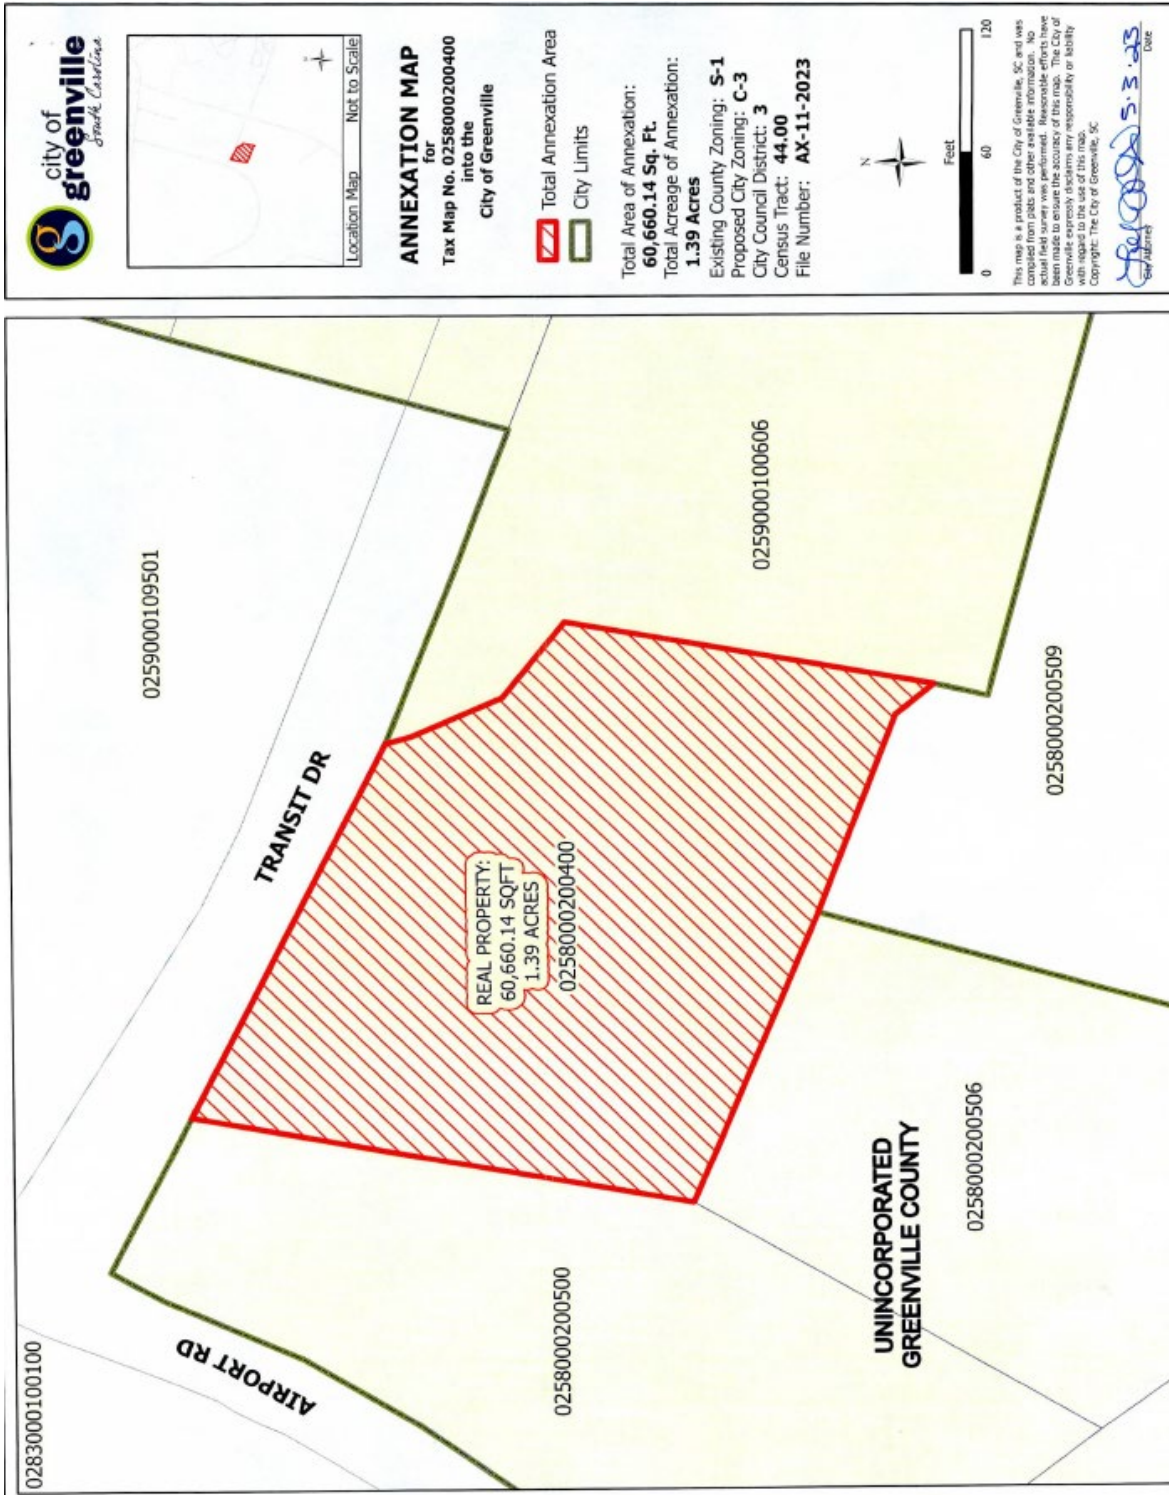 city of
greenville
South Carolina
Location Map
Not to Scale
ANNEXATION MAP
for
Tax Map No. 0258000200400
into the
City of Greenville
Total Annexation Area
City Limits
Total Area of Annexation:
60,660.14 Sq. Ft.
Total Acreage of Annexation:
1.39 Acres
Existing County Zoning: S-1
Proposed City Zoning: C-3
City Council District: 3
Census Tract: 44.00
File Number: AX-11-2023
N
Feet
0 60 120
This map is a product of the City of Greenville, SC and was
compiled from plats and other available information. No
actual field survey was performed. Reasonable efforts have
been made to ensure the accuracy of this map. The City of
Greenville expressly disclaims any responsibility or liability
with regard to the use of this map.
Copyright: The City of Greenville, SC
5.3.23
City Attorney
Date
0283000100100
0259000109501
AIRPORT RD
TRANSIT DR
REAL PROPERTY:
60,660.14 SQFT
1.39 ACRES
0258000200400
0258000200500
0259000100606
UNINCORPORATED
GREENVILLE COUNTY
0258000200506
0258000200509